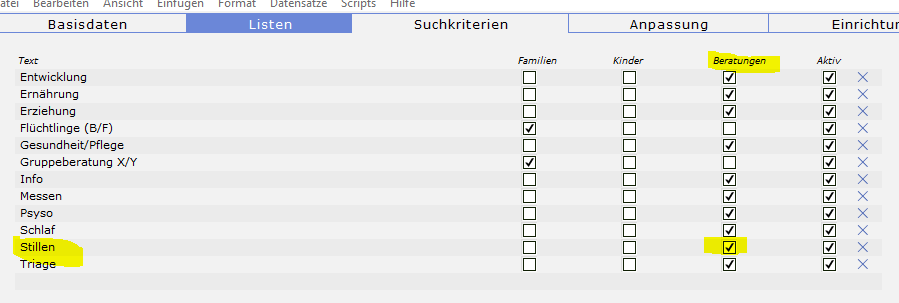 atei Bearbeiten Ansicht Einfügen Format Datensätze Scripts Hilfe
Basisdaten Listen Suchkriterien Anpassung Einrichtu
Text Familien Kinder Beratungen Aktiv
Entwicklung
Ernährung
Erziehung
Flüchtlinge (B/F)
Gesundheit/Pflege
Gruppeberatung X/Y
Info
Messen
Psyso
Schlaf
Stillen
Triage